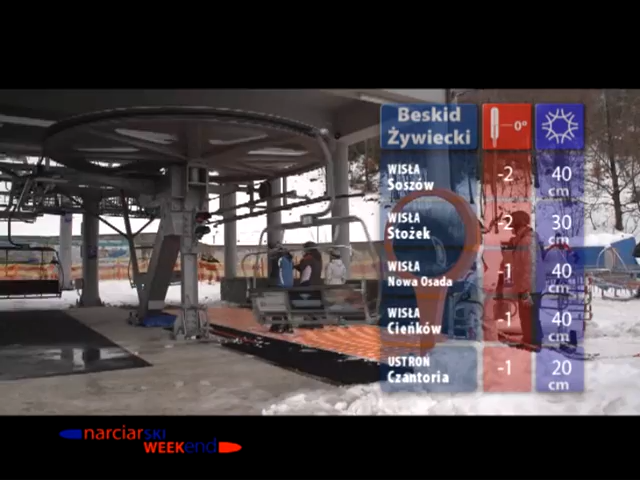 Beskid
Żywiecki
0°
WISŁA
Soszów
-2
40
cm
WISŁA
Stożek
-2
30
cm
WISŁA
Nowa Osada
-1
40
cm
WISŁA
Cieńków
-1
40
cm
USTROŃ
Czantoria
-1
20
cm
narciarSKI
WEEKend